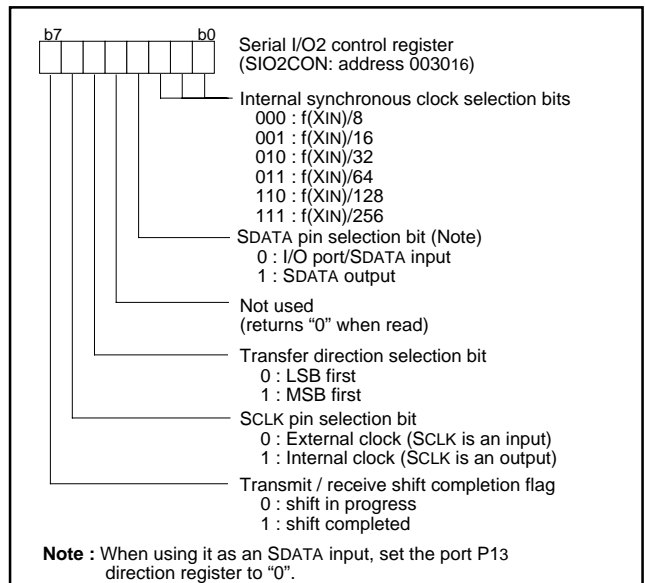 b7 b0
Serial I/O2 control register
(SIO2CON: address 003016)
Internal synchronous clock selection bits
000 : f(XIN)/8
001 : f(XIN)/16
010 : f(XIN)/32
011 : f(XIN)/64
110 : f(XIN)/128
111 : f(XIN)/256
SDATA pin selection bit (Note)
0 : I/O port/SDATA input
1 : SDATA output
Not used
(returns “0” when read)
Transfer direction selection bit
0 : LSB first
1 : MSB first
SCLK pin selection bit
0 : External clock (SCLK is an input)
1 : Internal clock (SCLK is an output)
Transmit / receive shift completion flag
0 : shift in progress
1 : shift completed
Note : When using it as an SDATA input, set the port P13
direction register to “0”.